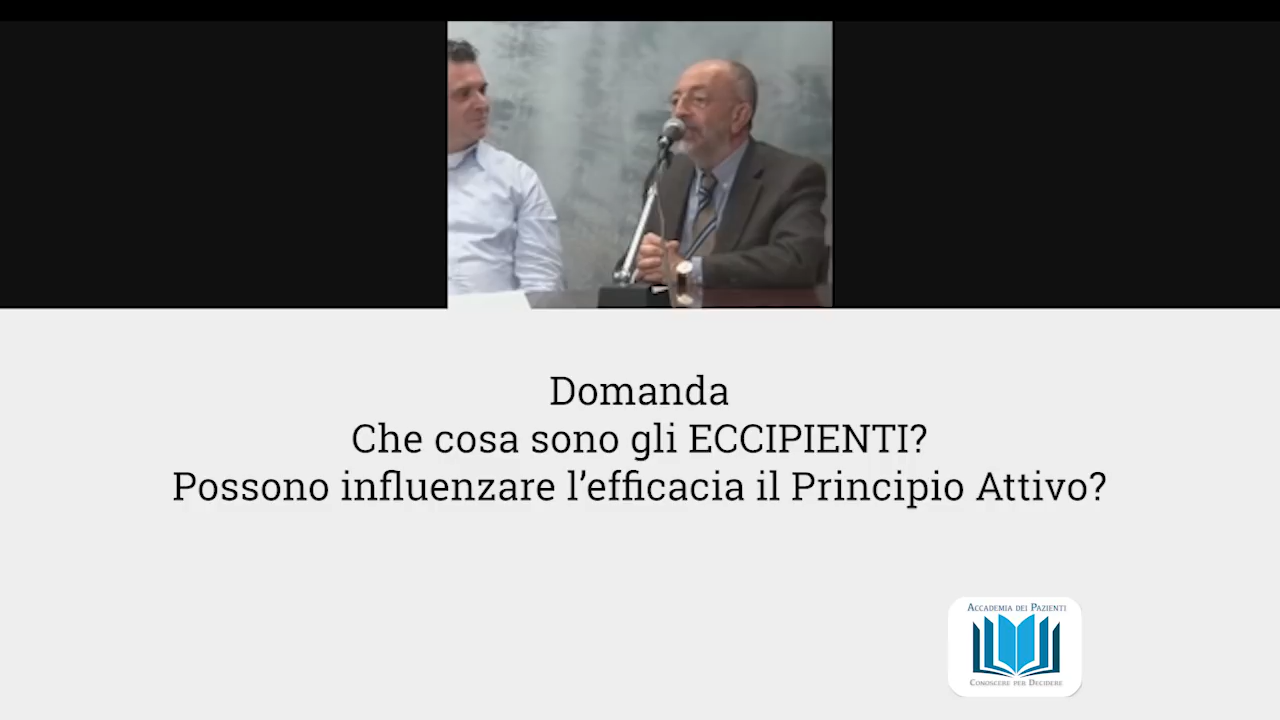 Domanda
Che cosa sono gli ECCIPIENTI?
Possono influenzare l’efficacia il Principio Attivo?
Accademia dei Pazienti
Conoscere per Decidere